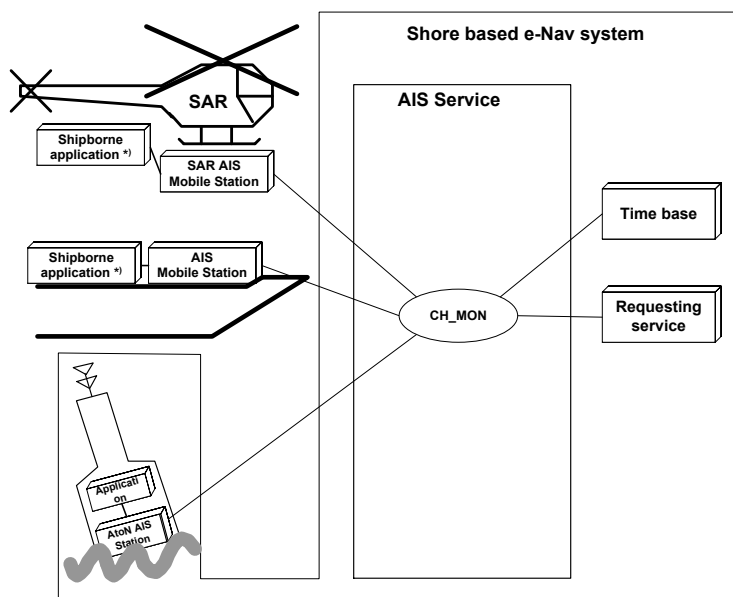 Shore based e-Nav system
AIS Service
SAR
Shipborne
application *)
SAR AIS
Mobile Station
Time base
Shipborne
application *)
AIS
Mobile Station
CH_MON
Requesting
service
Applicati
on
AtoN AIS
Station